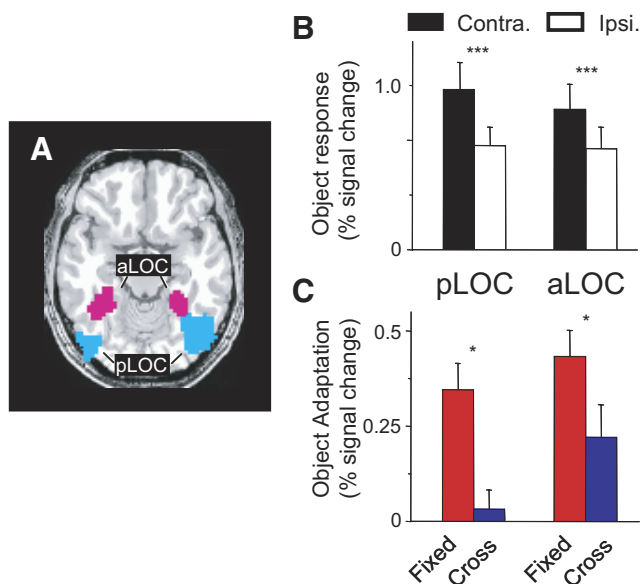 A
aLOC
pLOC
B
Contra. Ipsi.
*** ***
Object response
(% signal change)
1.0
0
pLOC aLOC
C
* *
Object Adaptation
(% signal change)
0.5
0.25
0
Fixed Cross Fixed Cross